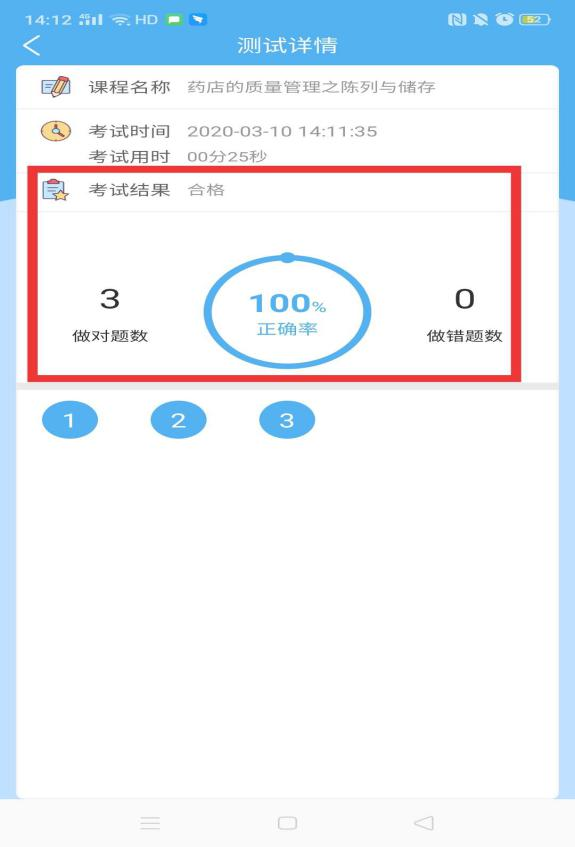 14:12 HD 52
测试详情
课程名称 药店的质量管理之陈列与储存
考试时间 2020-03-10 14:11:35
考试用时 00分25秒
考试结果 合格
3 100% 0
做对题数 正确率 做错题数
1 2 3